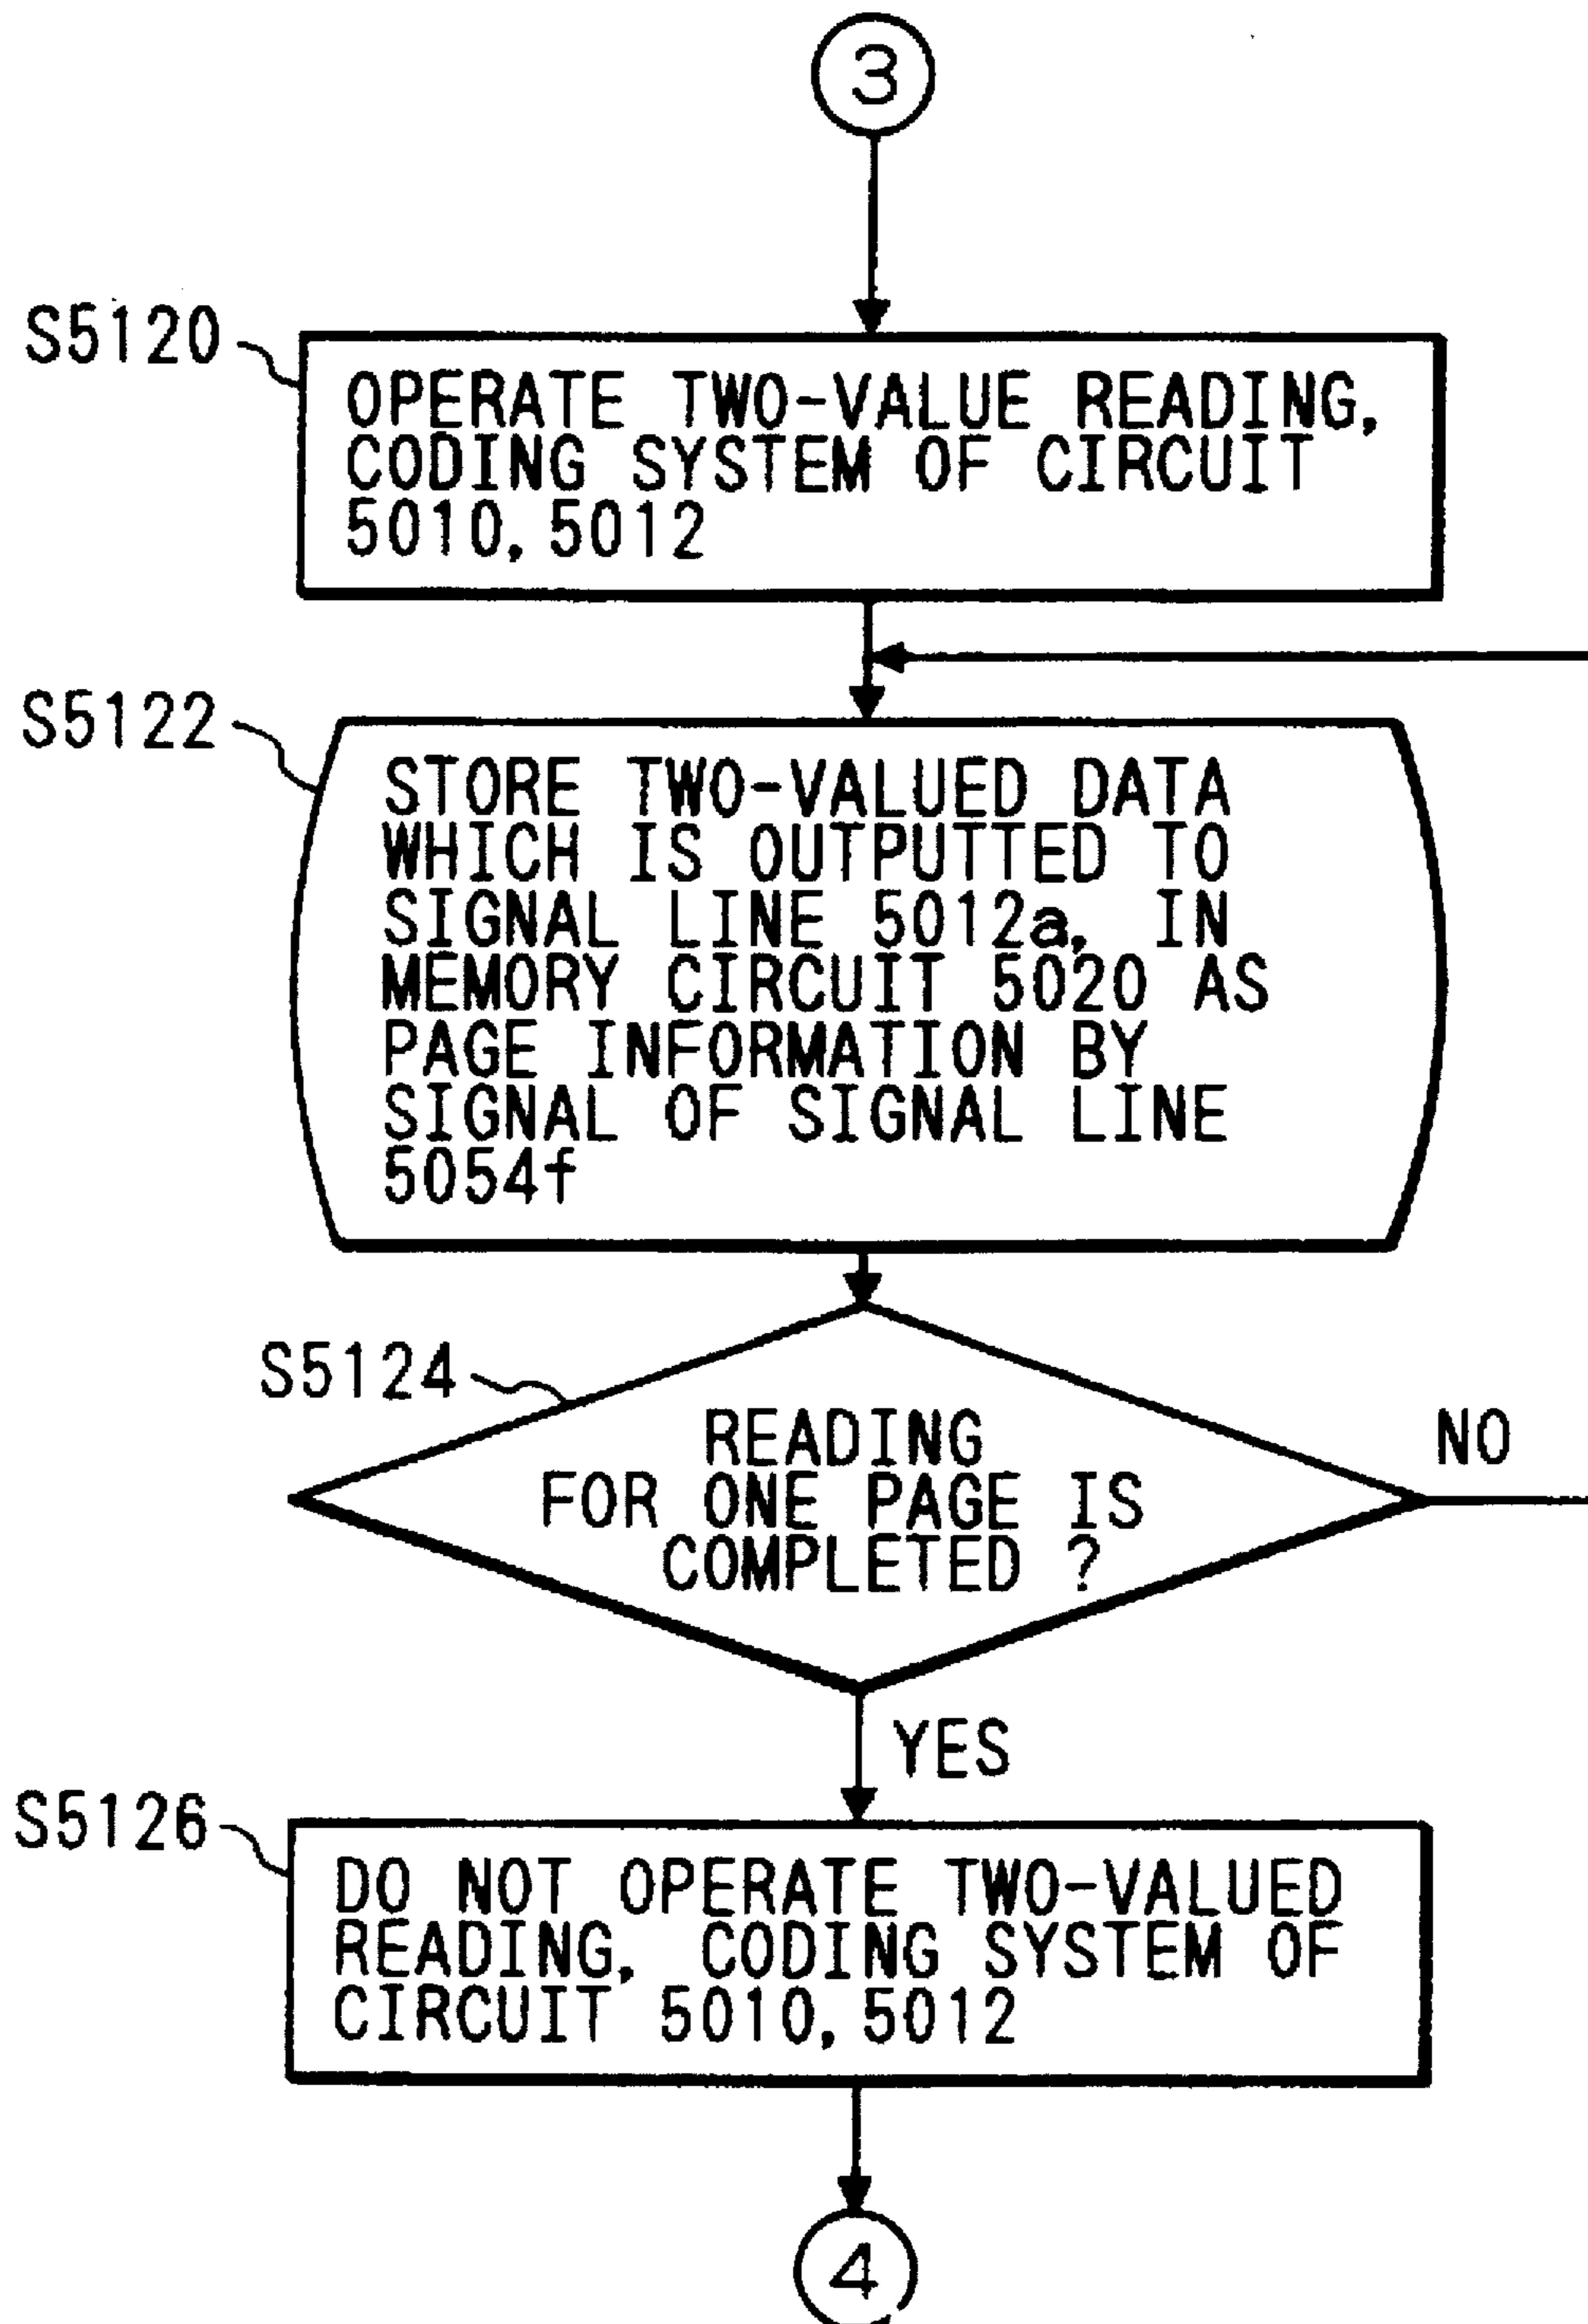 3
S5120
OPERATE TWO-VALUE READING,
CODING SYSTEM OF CIRCUIT
5010, 5012
S5122
STORE TWO-VALUED DATA
WHICH IS OUTPUTTED TO
SIGNAL LINE 5012a, IN
MEMORY CIRCUIT 5020 AS
PAGE INFORMATION BY
SIGNAL OF SIGNAL LINE
5054f
S5124
READING
FOR ONE PAGE IS
COMPLETED ?
NO
YES
S5126
DO NOT OPERATE TWO-VALUED
READING, CODING SYSTEM OF
CIRCUIT 5010, 5012
4